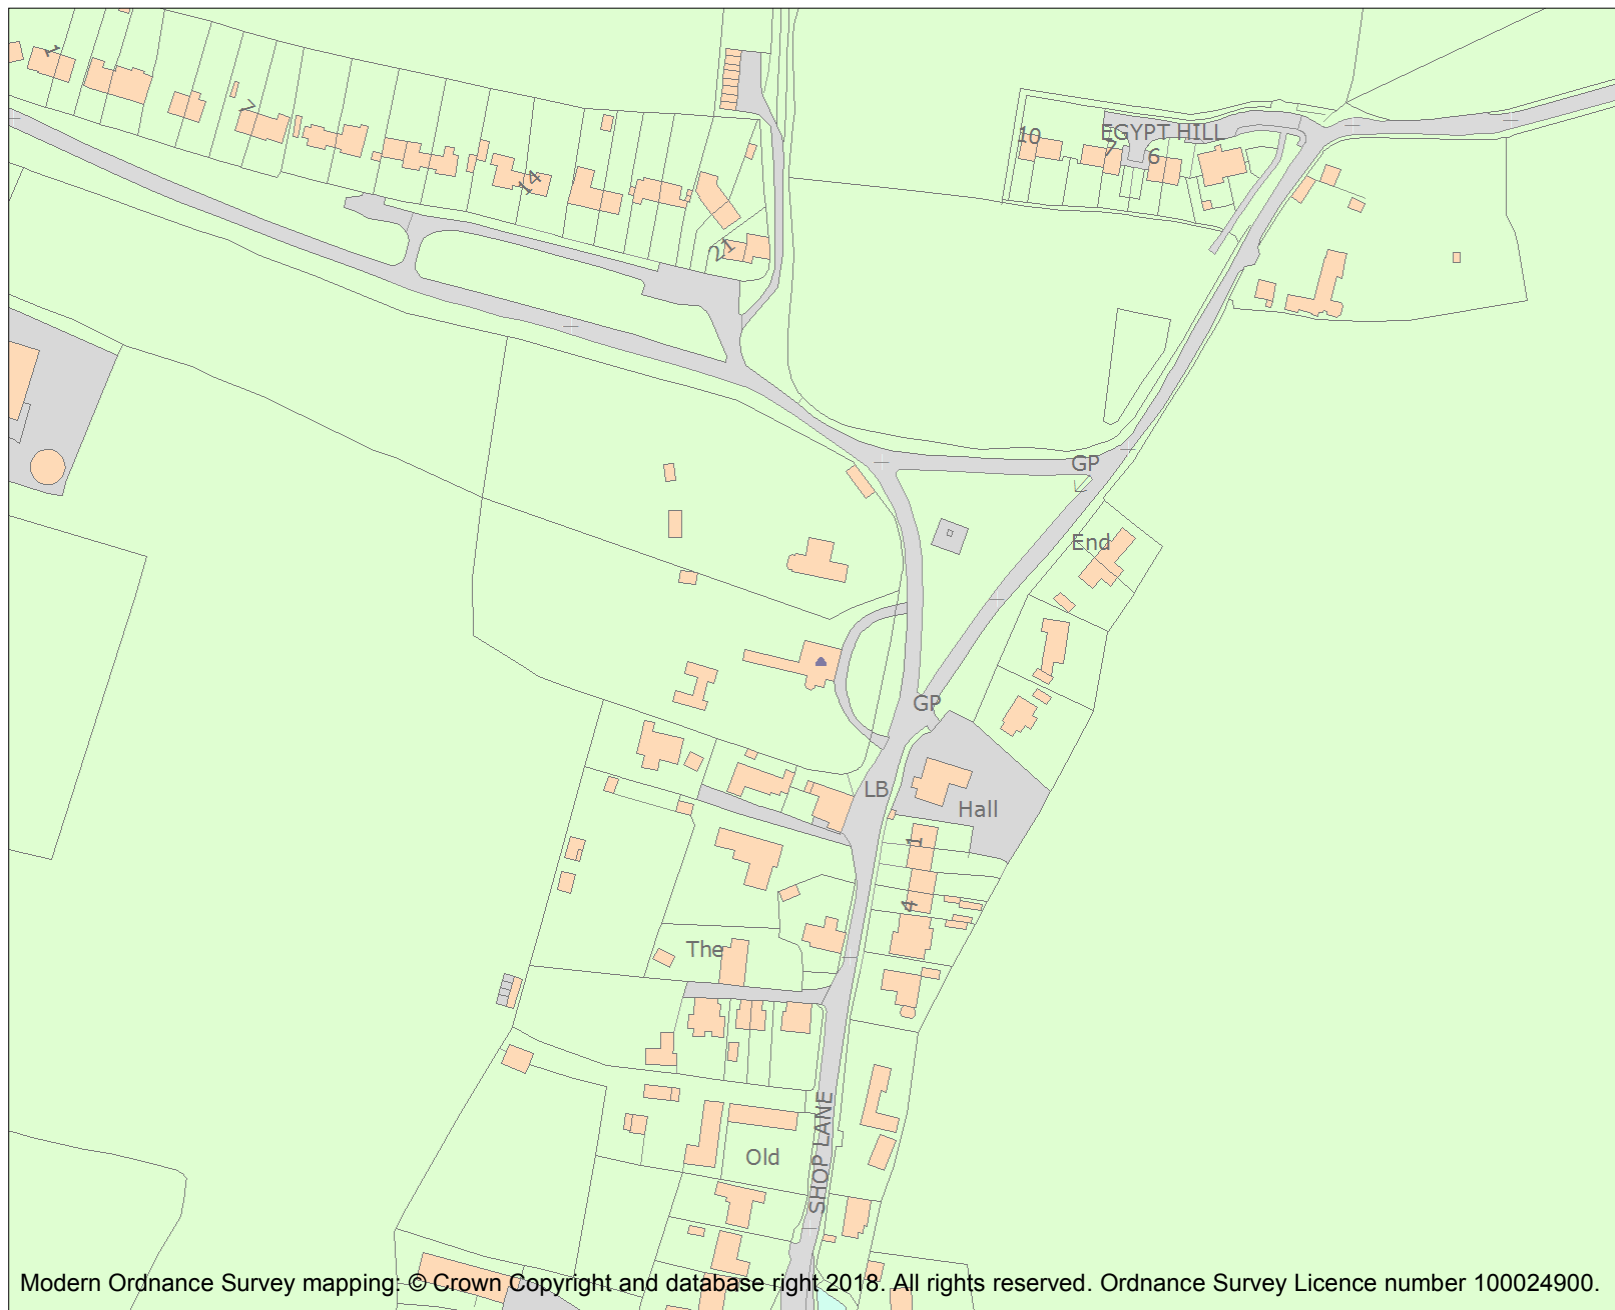 1
7
14
21
10
EGYPT HILL
7
6
GP
End
GP
LB
Hall
1
4
The
SHOP LANE
Old
Modern Ordnance Survey mapping: © Crown Copyright and database right 2018. All rights reserved. Ordnance Survey Licence number 100024900.